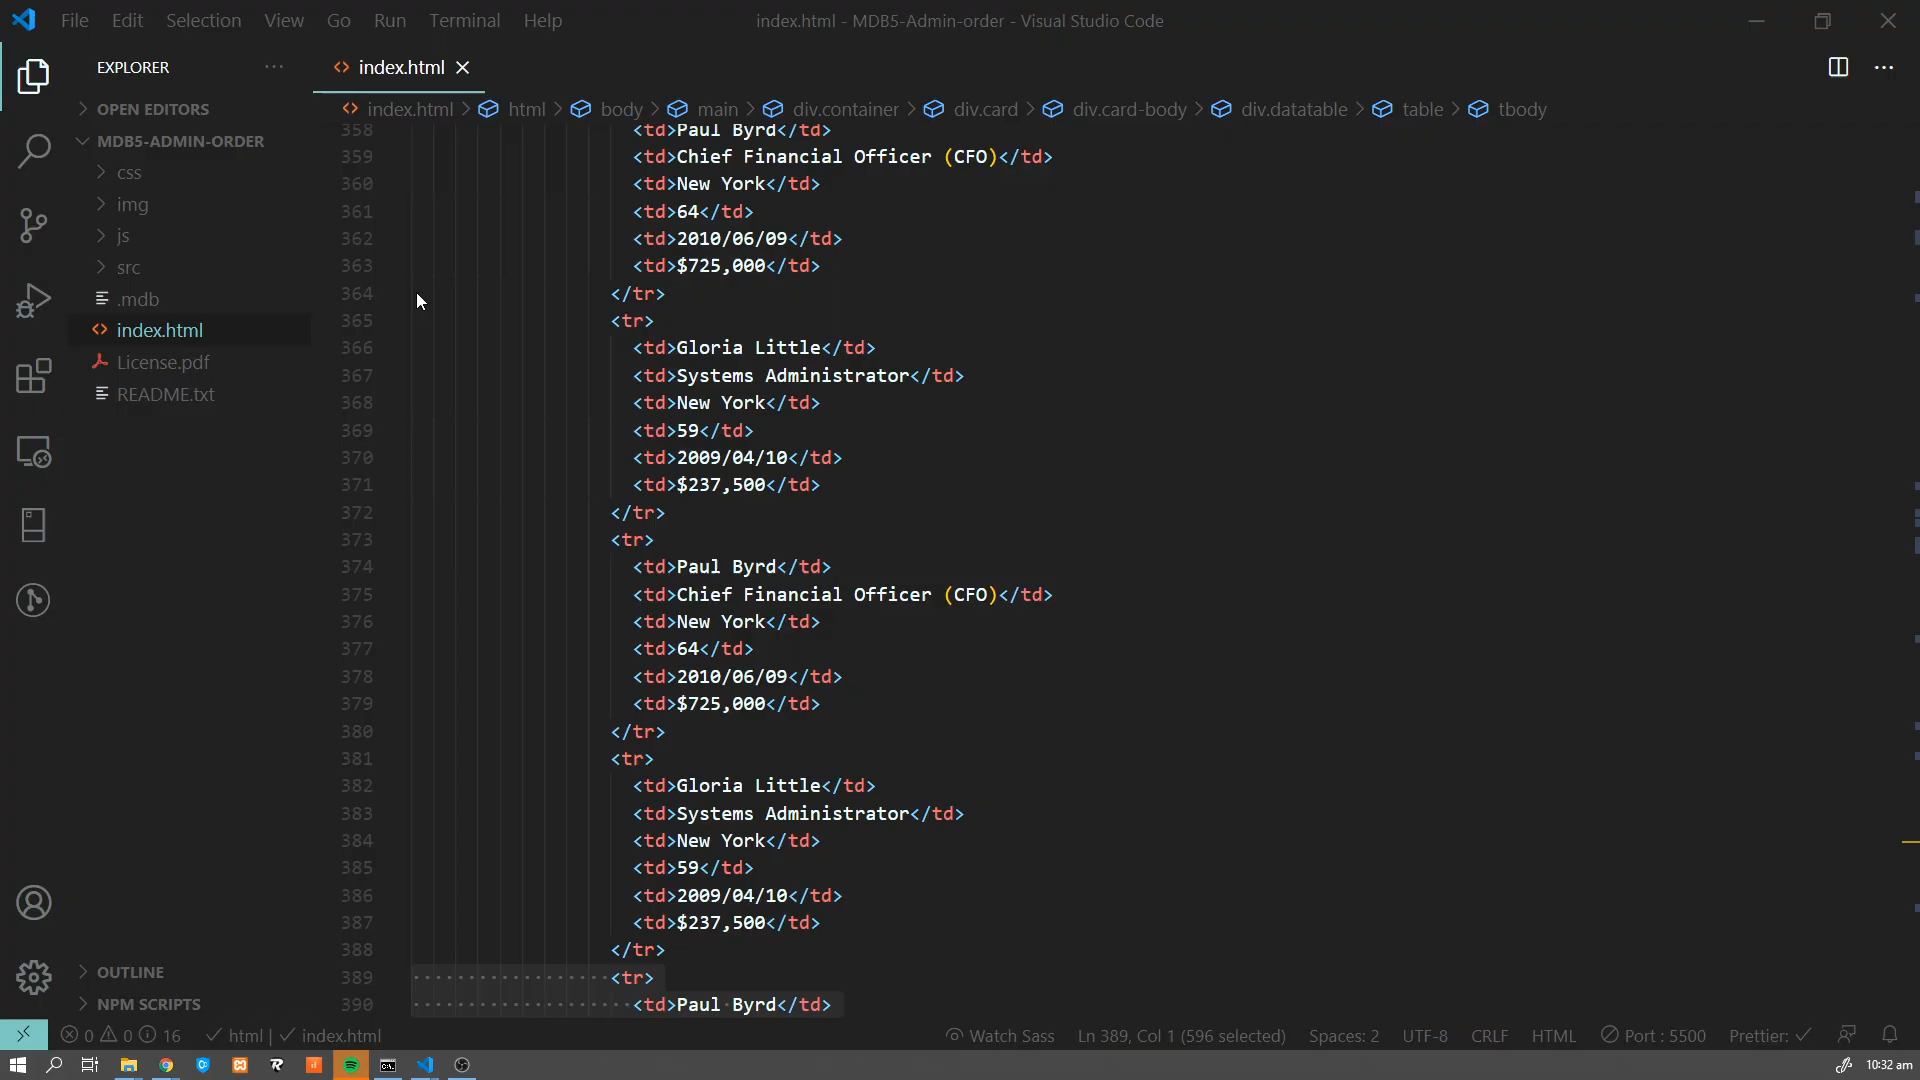 File Edit Selection View Go Run Terminal Help index.html - MDB5-Admin-order - Visual Studio Code
EXPLORER
OPEN EDITORS
MDB5-ADMIN-ORDER
css
img
js
src
.mdb
index.html
License.pdf
README.txt
OUTLINE
NPM SCRIPTS
index.html
index.html > html > body > main > div.container > div.card > div.card-body > div.datatable > table > tbody
358 <td>Paul Byrd</td>
359 <td>Chief Financial Officer (CFO)</td>
360 <td>New York</td>
361 <td>64</td>
362 <td>2010/06/09</td>
363 <td>$725,000</td>
364 </tr>
365 <tr>
366 <td>Gloria Little</td>
367 <td>Systems Administrator</td>
368 <td>New York</td>
369 <td>59</td>
370 <td>2009/04/10</td>
371 <td>$237,500</td>
372 </tr>
373 <tr>
374 <td>Paul Byrd</td>
375 <td>Chief Financial Officer (CFO)</td>
376 <td>New York</td>
377 <td>64</td>
378 <td>2010/06/09</td>
379 <td>$725,000</td>
380 </tr>
381 <tr>
382 <td>Gloria Little</td>
383 <td>Systems Administrator</td>
384 <td>New York</td>
385 <td>59</td>
386 <td>2009/04/10</td>
387 <td>$237,500</td>
388 </tr>
389 <tr>
390 <td>Paul Byrd</td>
0 0 16 html | index.html Watch Sass Ln 389, Col 1 (596 selected) Spaces: 2 UTF-8 CRLF HTML Port : 5500 Prettier:
10:32 am